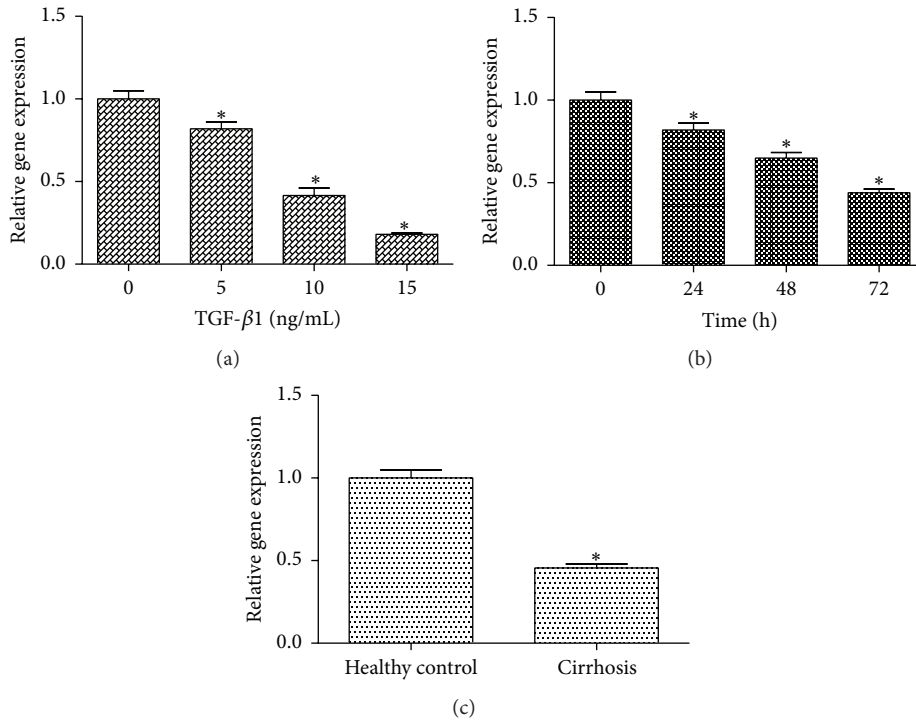 1.5
1.0
0.5
0.0
Relative gene expression
*
*
*
0 5 10 15
TGF-β1 (ng/mL)
(a)
1.5
1.0
0.5
0.0
Relative gene expression
*
*
*
0 24 48 72
Time (h)
(b)
1.5
1.0
0.5
0.0
Relative gene expression
*
Healthy control Cirrhosis
(c)